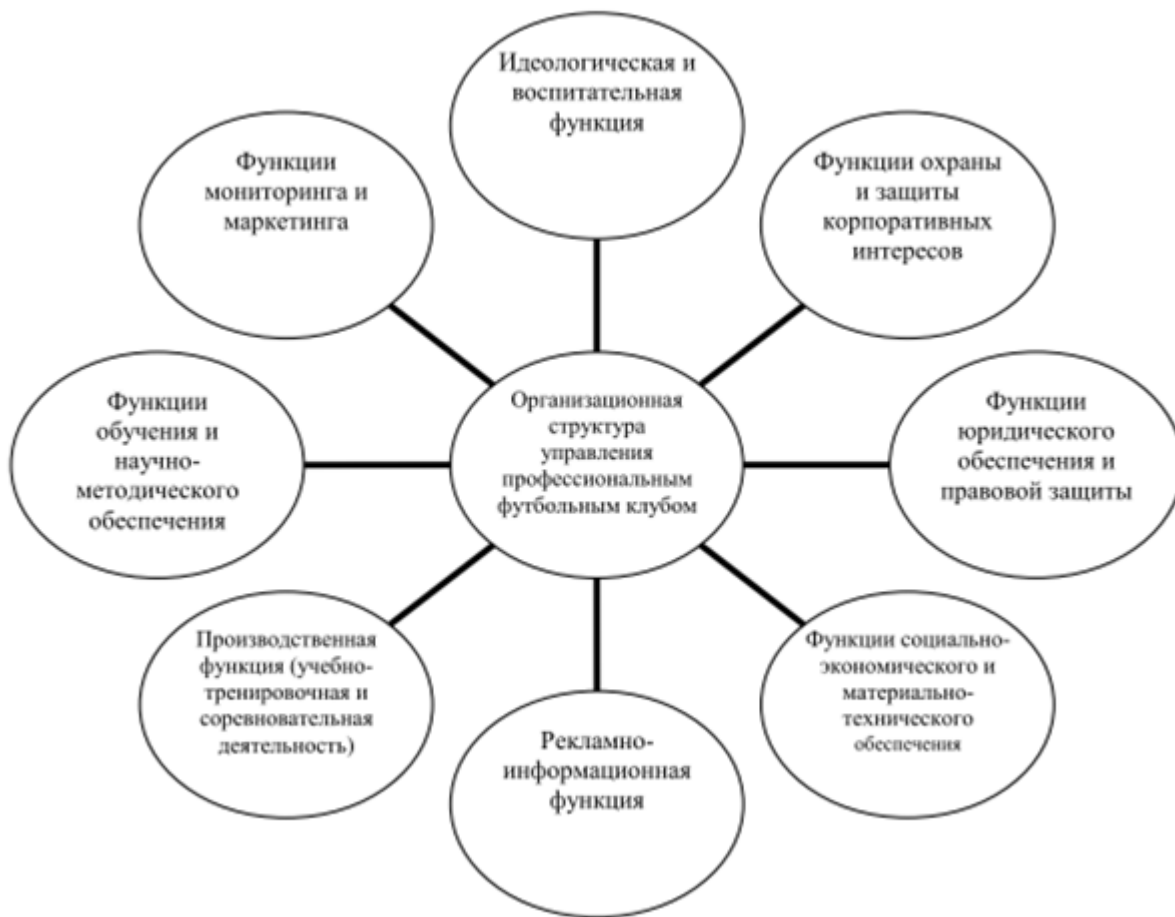 Идеологическая и
воспитательная
функция
Функции
мониторинга и
маркетинга
Функции охраны
и защиты
корпоративных
интересов
Функции
обучения и
научно-
методического
обеспечения
Организационная
структура
управления
профессиональным
футбольным клубом
Функции
юридического
обеспечения и
правовой защиты
Производственная
функция (учебно-
тренировочная и
соревновательная
деятельность)
Рекламно-
информационная
функция
Функции социально-
экономического и
материально-
технического
обеспечения